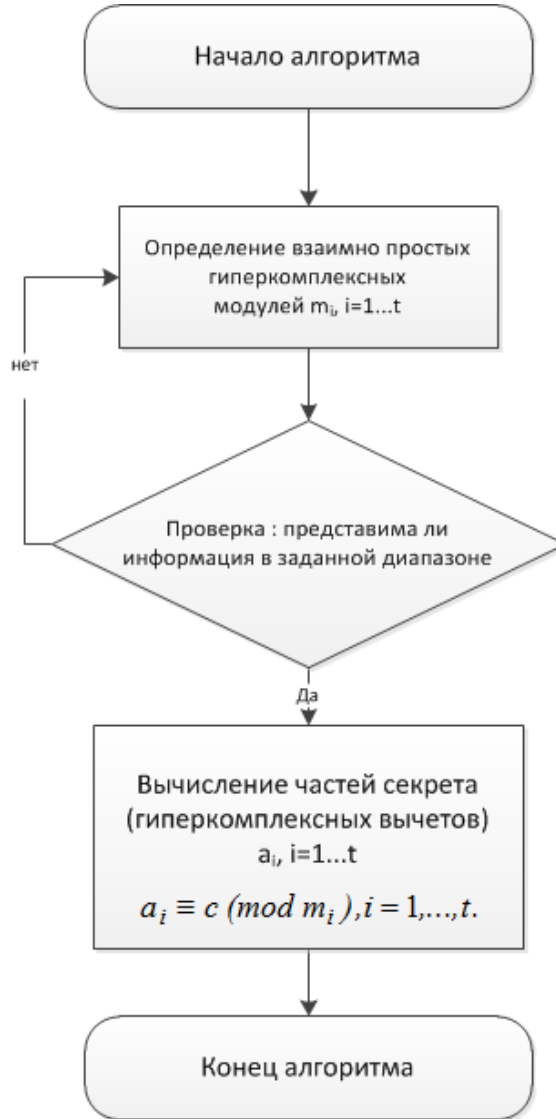 Начало алгоритма
Определение взаимно простых
гиперкомплексных
модулей mᵢ, i=1...t
нет
Проверка : представима ли
информация в заданной диапазоне
Да
Вычисление частей секрета
(гиперкомплексных вычетов)
aᵢ, i=1...t
aᵢ ≡ c (mod mᵢ), i = 1,...,t.
Конец алгоритма